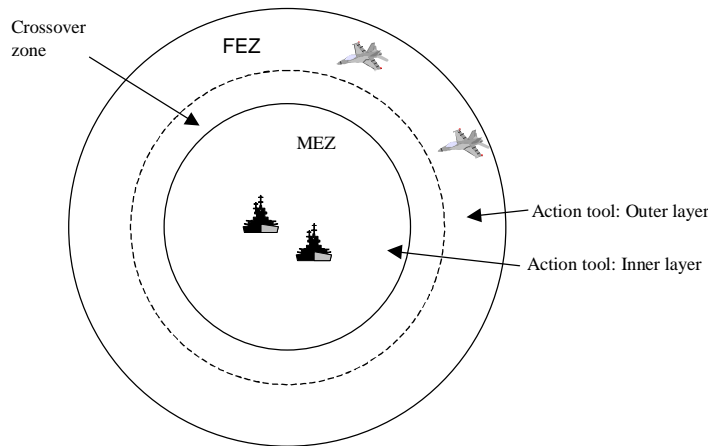 Crossover
zone
FEZ
MEZ
Action tool: Outer layer
Action tool: Inner layer